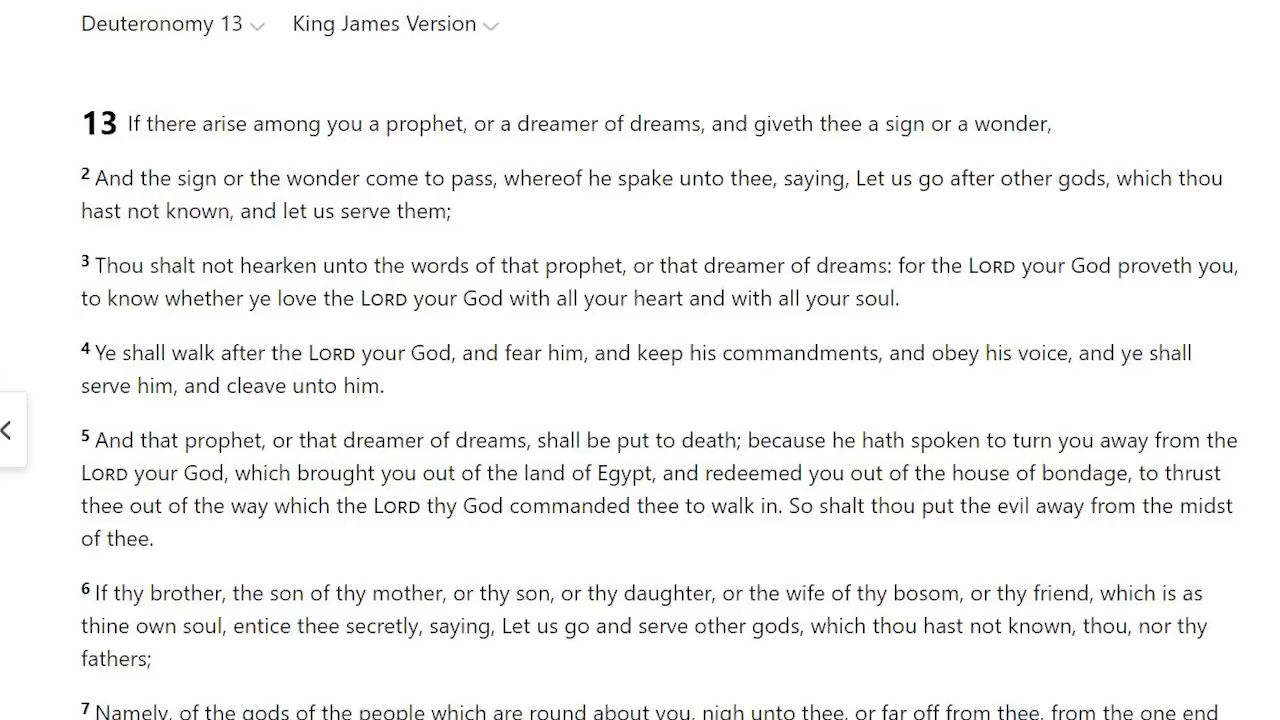 Deuteronomy 13 King James Version
13 If there arise among you a prophet, or a dreamer of dreams, and giveth thee a sign or a wonder,
2 And the sign or the wonder come to pass, whereof he spake unto thee, saying, Let us go after other gods, which thou
hast not known, and let us serve them;
3 Thou shalt not hearken unto the words of that prophet, or that dreamer of dreams: for the LORD your God proveth you,
to know whether ye love the LORD your God with all your heart and with all your soul.
4 Ye shall walk after the LORD your God, and fear him, and keep his commandments, and obey his voice, and ye shall
serve him, and cleave unto him.
5 And that prophet, or that dreamer of dreams, shall be put to death; because he hath spoken to turn you away from the
LORD your God, which brought you out of the land of Egypt, and redeemed you out of the house of bondage, to thrust
thee out of the way which the LORD thy God commanded thee to walk in. So shalt thou put the evil away from the midst
of thee.
6 If thy brother, the son of thy mother, or thy son, or thy daughter, or the wife of thy bosom, or thy friend, which is as
thine own soul, entice thee secretly, saying, Let us go and serve other gods, which thou hast not known, thou, nor thy
fathers;
7 Namely, of the gods of the people which are round about you, nigh unto thee, or far off from thee, from the one end